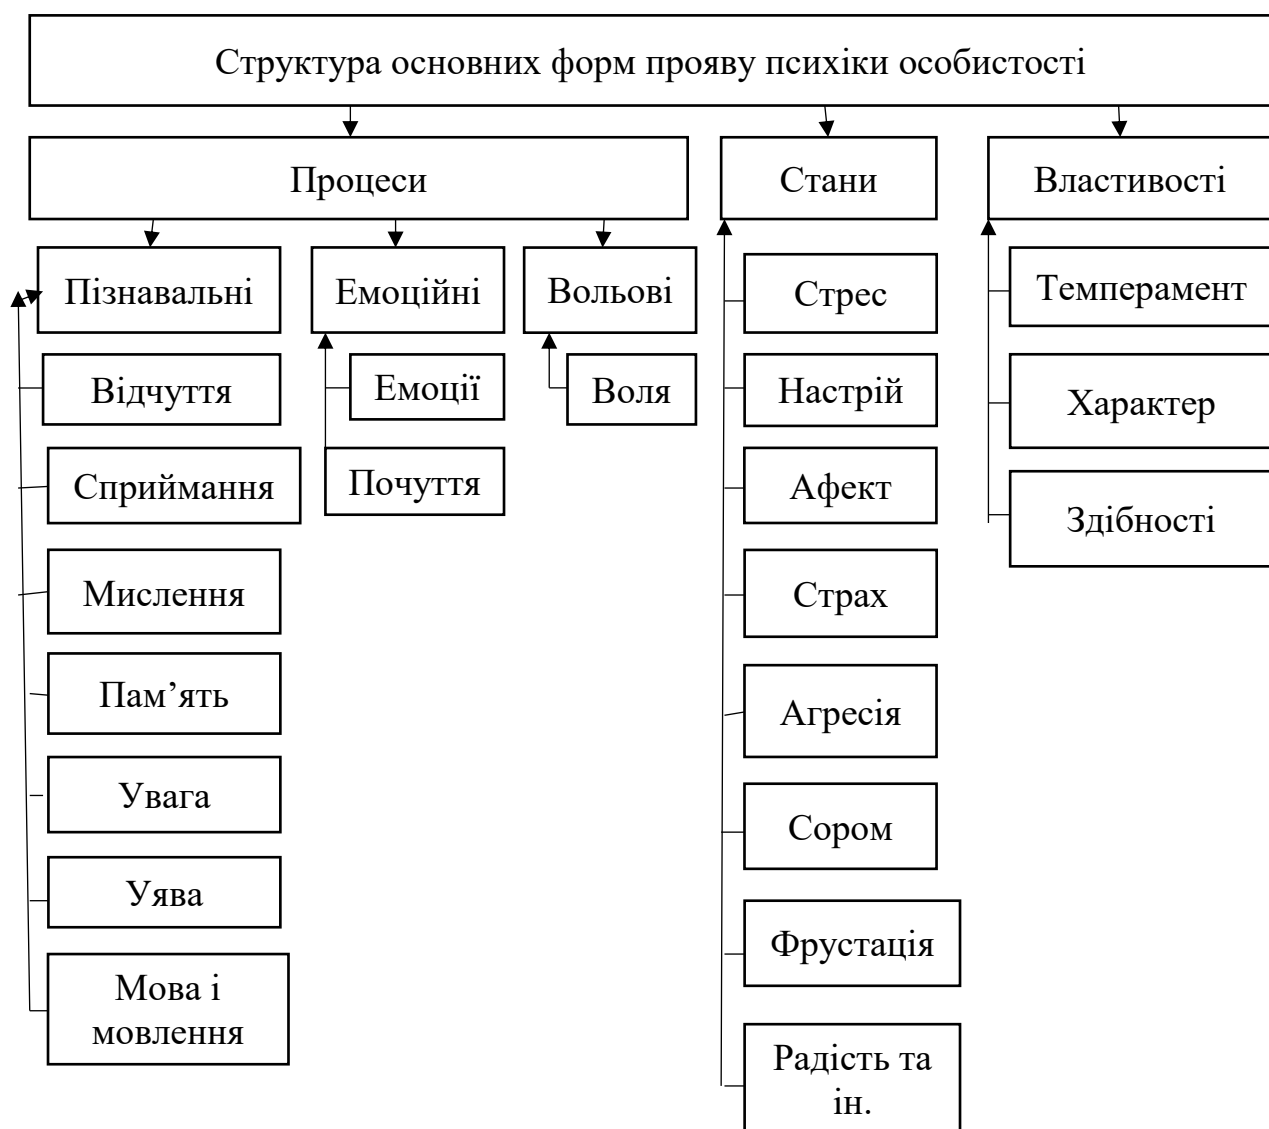 Структура основних форм прояву психіки особистості
Процеси
Стани
Властивості
Пізнавальні
Емоційні
Вольові
Стрес
Темперамент
Відчуття
Емоції
Воля
Настрій
Характер
Сприймання
Почуття
Афект
Здібності
Мислення
Страх
Пам’ять
Агресія
Увага
Сором
Уява
Фрустація
Мова і
мовлення
Радість та
ін.